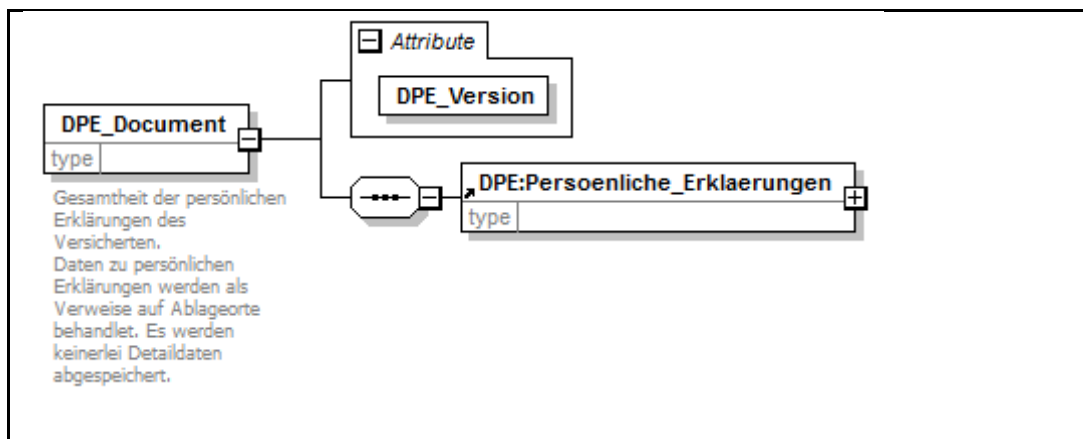 Attribute
DPE_Version
DPE_Document
type
DPE:Persoenliche_Erklaerungen
type
Gesamtheit der persönlichen
Erklärungen des
Versicherten.
Daten zu persönlichen
Erklärungen werden als
Verweise auf Ablageorte
behandlet. Es werden
keinerlei Detaildaten
abgespeichert.